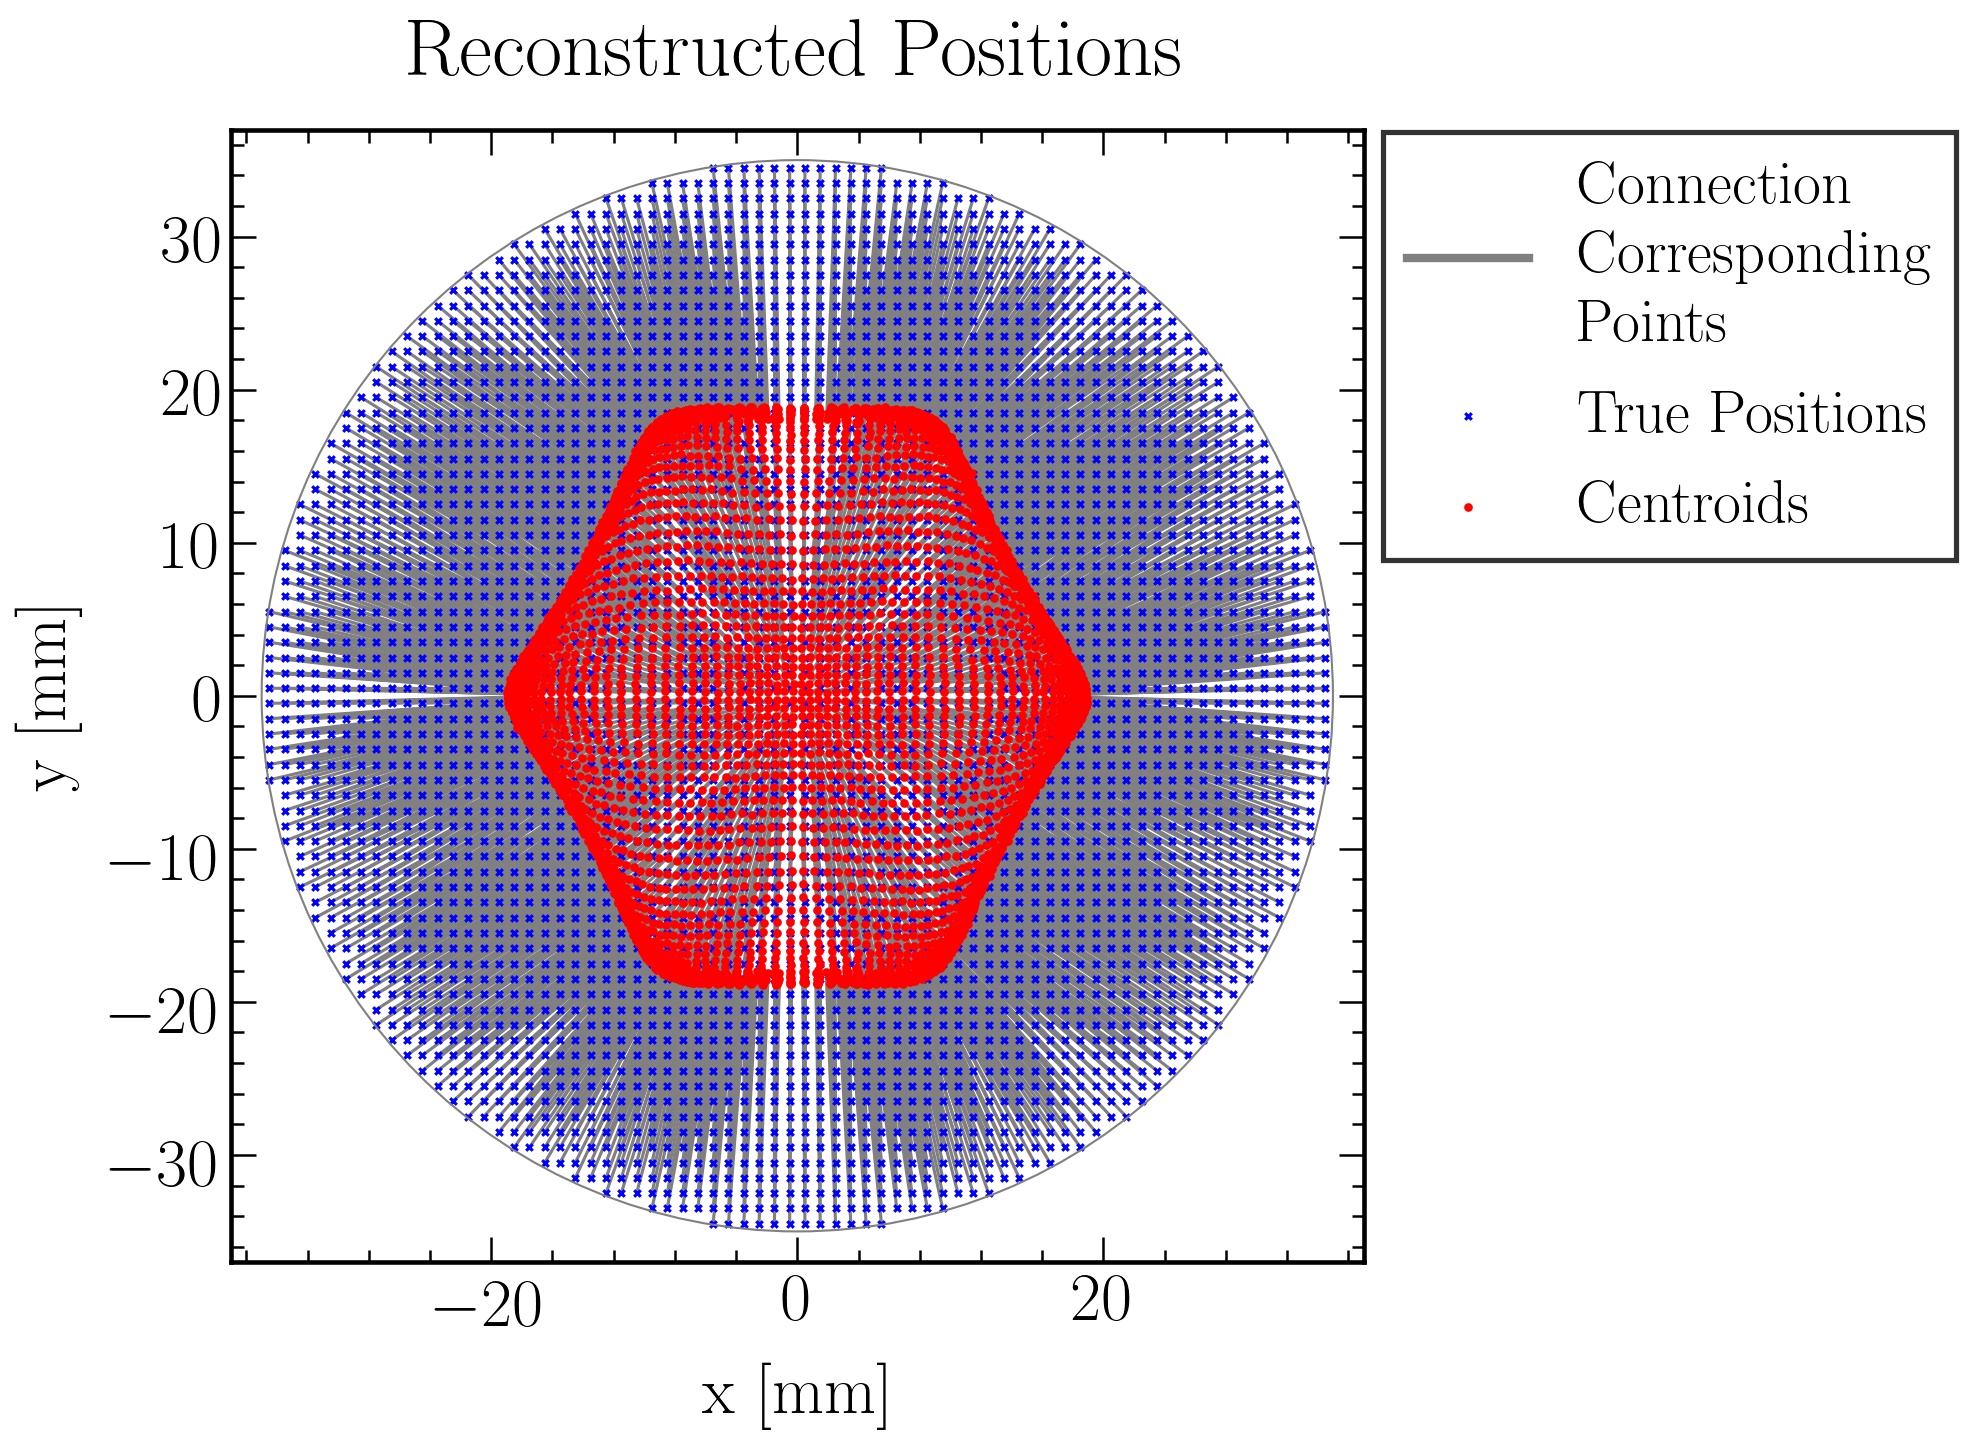 Reconstructed Positions
Connection
Corresponding
Points
True Positions
Centroids
y [mm]
30
20
10
0
−10
−20
−30
−20
0
20
x [mm]